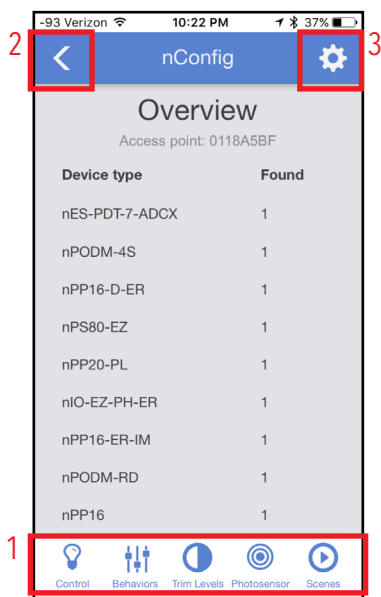 -93 Verizon 10:22 PM 37%
2 nConfig 3
Overview
Access point: 0118A5BF
Device type Found
nES-PDT-7-ADCX 1
nPODM-4S 1
nPP16-D-ER 1
nPS80-EZ 1
nPP20-PL 1
nIO-EZ-PH-ER 1
nPP16-ER-IM 1
nPODM-RD 1
nPP16 1
1
Control Behaviors Trim Levels Photosensor Scenes